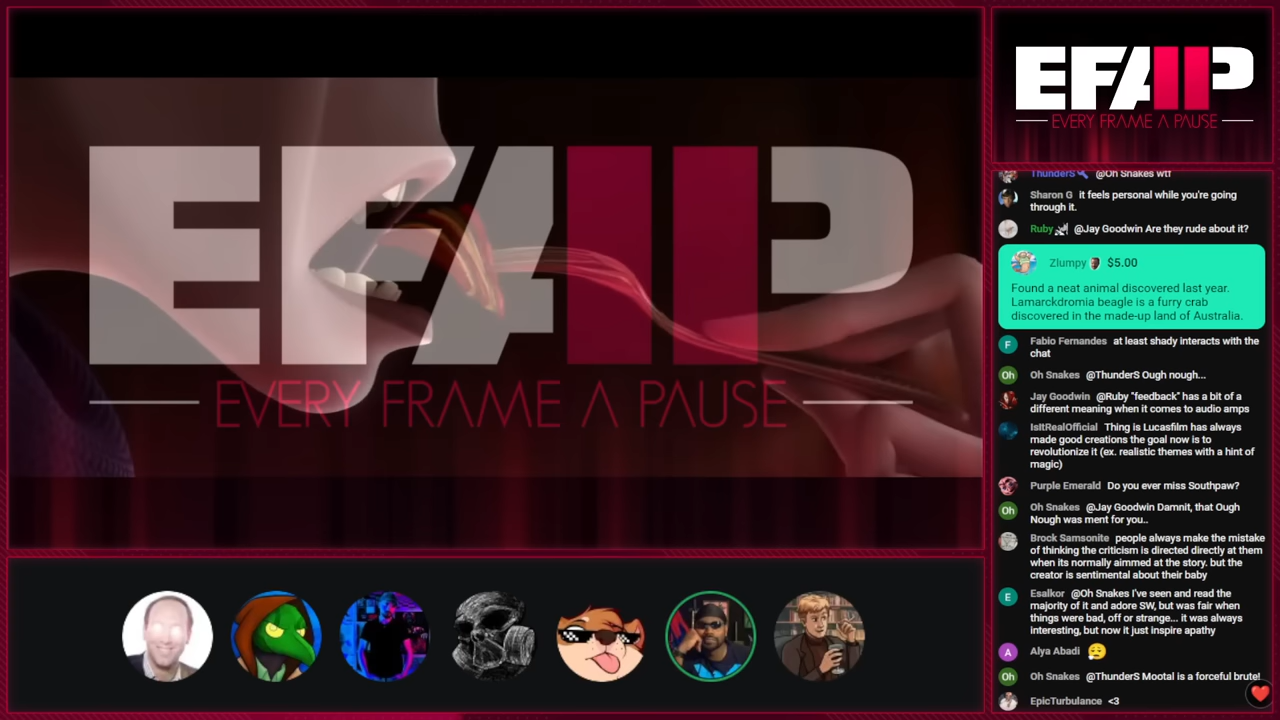 EFAP
EVERY FRAME A PAUSE
EFAP
EVERY FRAME A PAUSE
ThunderS @Oh Snakes wtf
Sharon G it feels personal while you're going
through it.
Ruby @Jay Goodwin Are they rude about it?
Zlumpy $5.00
Found a neat animal discovered last year.
Lamarckdromia beagle is a furry crab
discovered in the made-up land of Australia.
F
Fabio Fernandes at least shady interacts with the
chat
Oh
Oh Snakes @ThunderS Ough nough...
Jay Goodwin @Ruby "feedback" has a bit of a
different meaning when it comes to audio amps
IsItRealOfficial Thing is Lucasfilm has always
made good creations the goal now is to
revolutionize it (ex. realistic themes with a hint of
magic)
Purple Emerald Do you ever miss Southpaw?
Oh
Oh Snakes @Jay Goodwin Damnit, that Ough
Nough was ment for you..
Brock Samsonite people always make the mistake
of thinking the criticism is directed directly at them
when its normally aimmed at the story. but the
creator is sentimental about their baby
E
Esalkor @Oh Snakes I've seen and read the
majority of it and adore SW, but was fair when
things were bad, off or strange... it was always
interesting, but now it just inspire apathy
A
Alya Abadi
Oh
Oh Snakes @ThunderS Mootal is a forceful brute!
EpicTurbulance <3